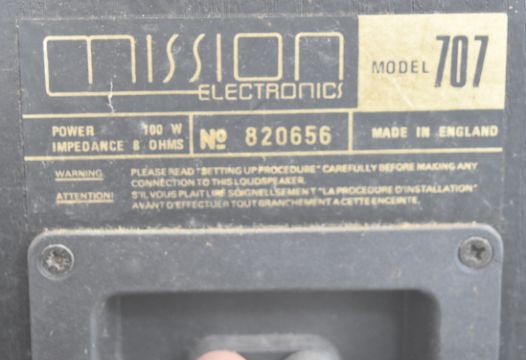 mission
ELECTRONICS
MODEL 707
POWER 100 W
IMPEDANCE 8 OHMS
№ 820656
MADE IN ENGLAND
WARNING PLEASE READ "SETTING UP PROCEDURE" CAREFULLY BEFORE MAKING ANY
CONNECTION TO THIS LOUDSPEAKER.
ATTENTION! S'IL VOUS PLAIT LIRE SOIGNELLESEMENT "LA PROCEDURE D'INSTALLATION"
AVANT D'EFFECTUER TOUT BRANCHEMENT A CETTE ENCEINTE.